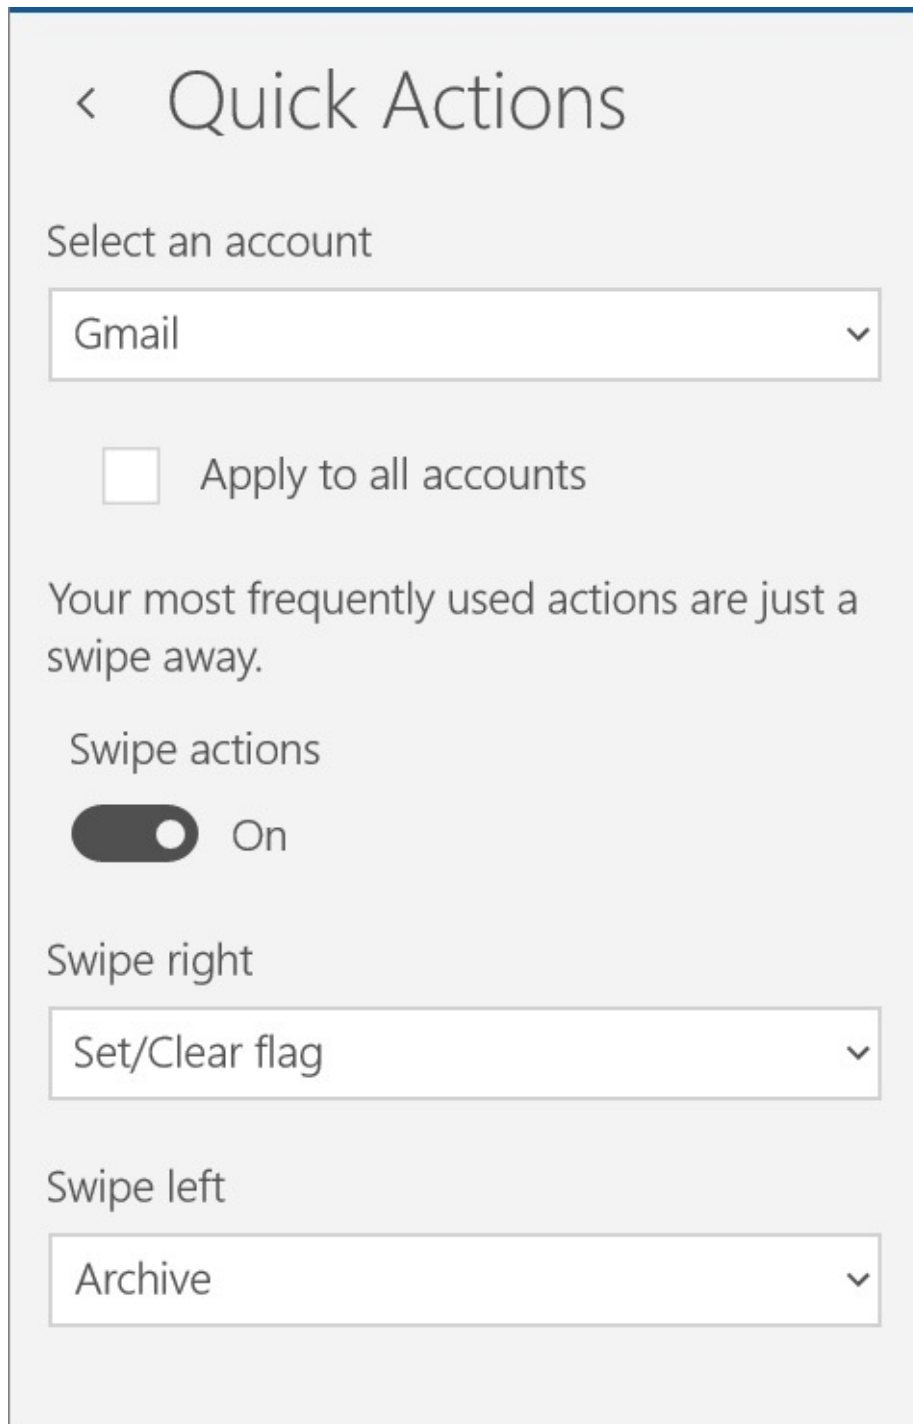 Quick Actions
Select an account
Gmail
Apply to all accounts
Your most frequently used actions are just a
swipe away.
Swipe actions
On
Swipe right
Set/Clear flag
Swipe left
Archive